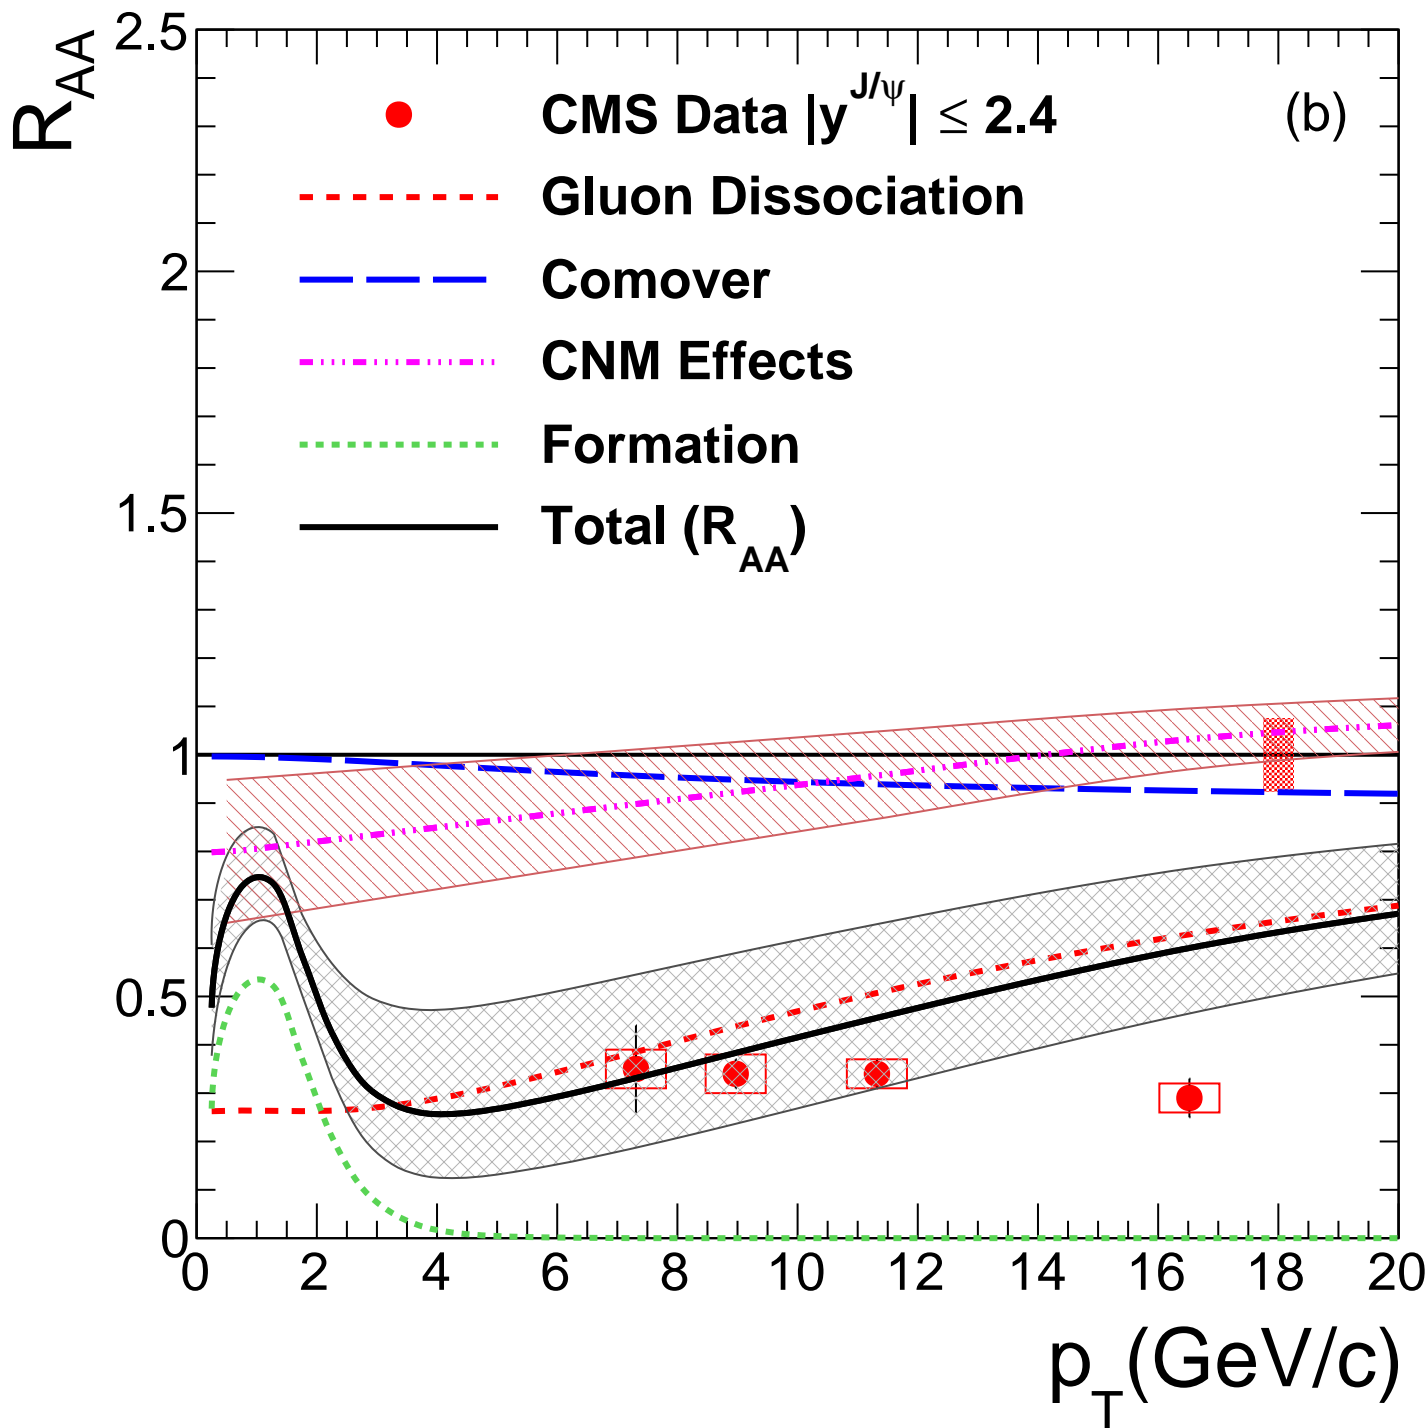 R_AA
2.5
2
1.5
1
0.5
0
(b)
CMS Data |y^J/ψ| ≤ 2.4
Gluon Dissociation
Comover
CNM Effects
Formation
Total (R_AA)
0 2 4 6 8 10 12 14 16 18 20
p_T(GeV/c)